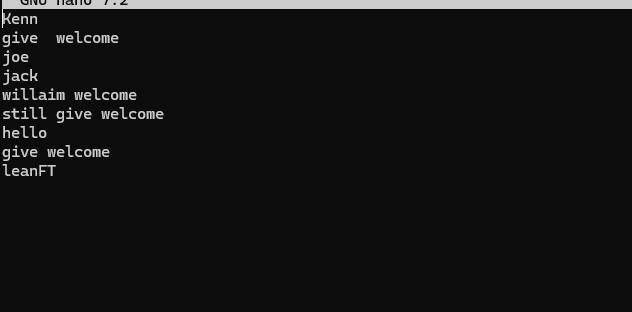 GNU nano 7.2
Kenn
give  welcome
joe
jack
willaim welcome
still give welcome
hello
give welcome
leanFT